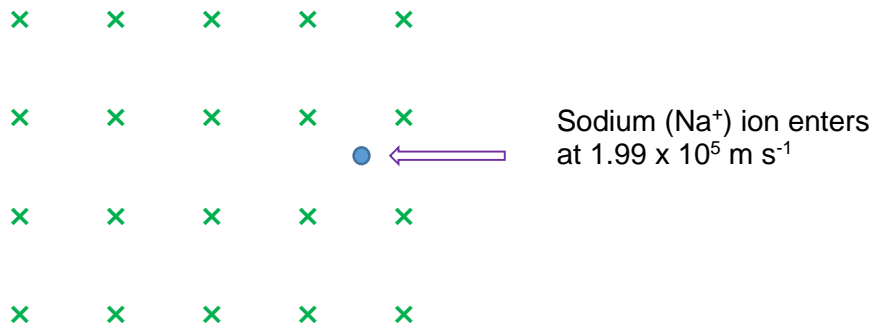 Sodium (Na⁺) ion enters
at 1.99 x 10⁵ m s⁻¹